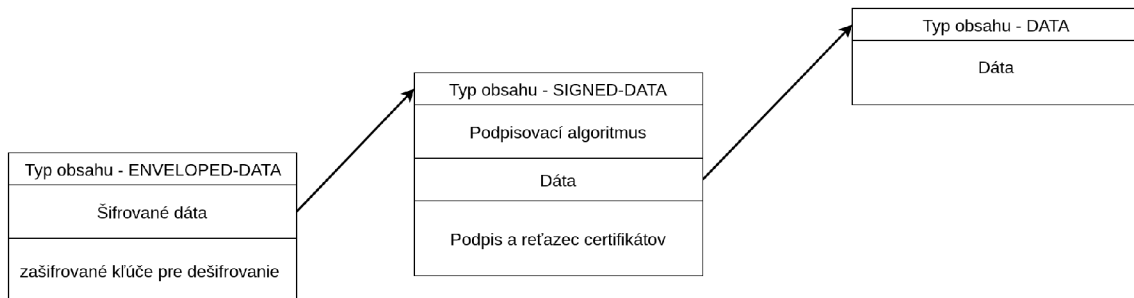 Typ obsahu - ENVELOPED-DATA
Šifrované dáta
zašifrované kľúče pre dešifrovanie
Typ obsahu - SIGNED-DATA
Podpisovací algoritmus
Dáta
Podpis a reťazec certifikátov
Typ obsahu - DATA
Dáta